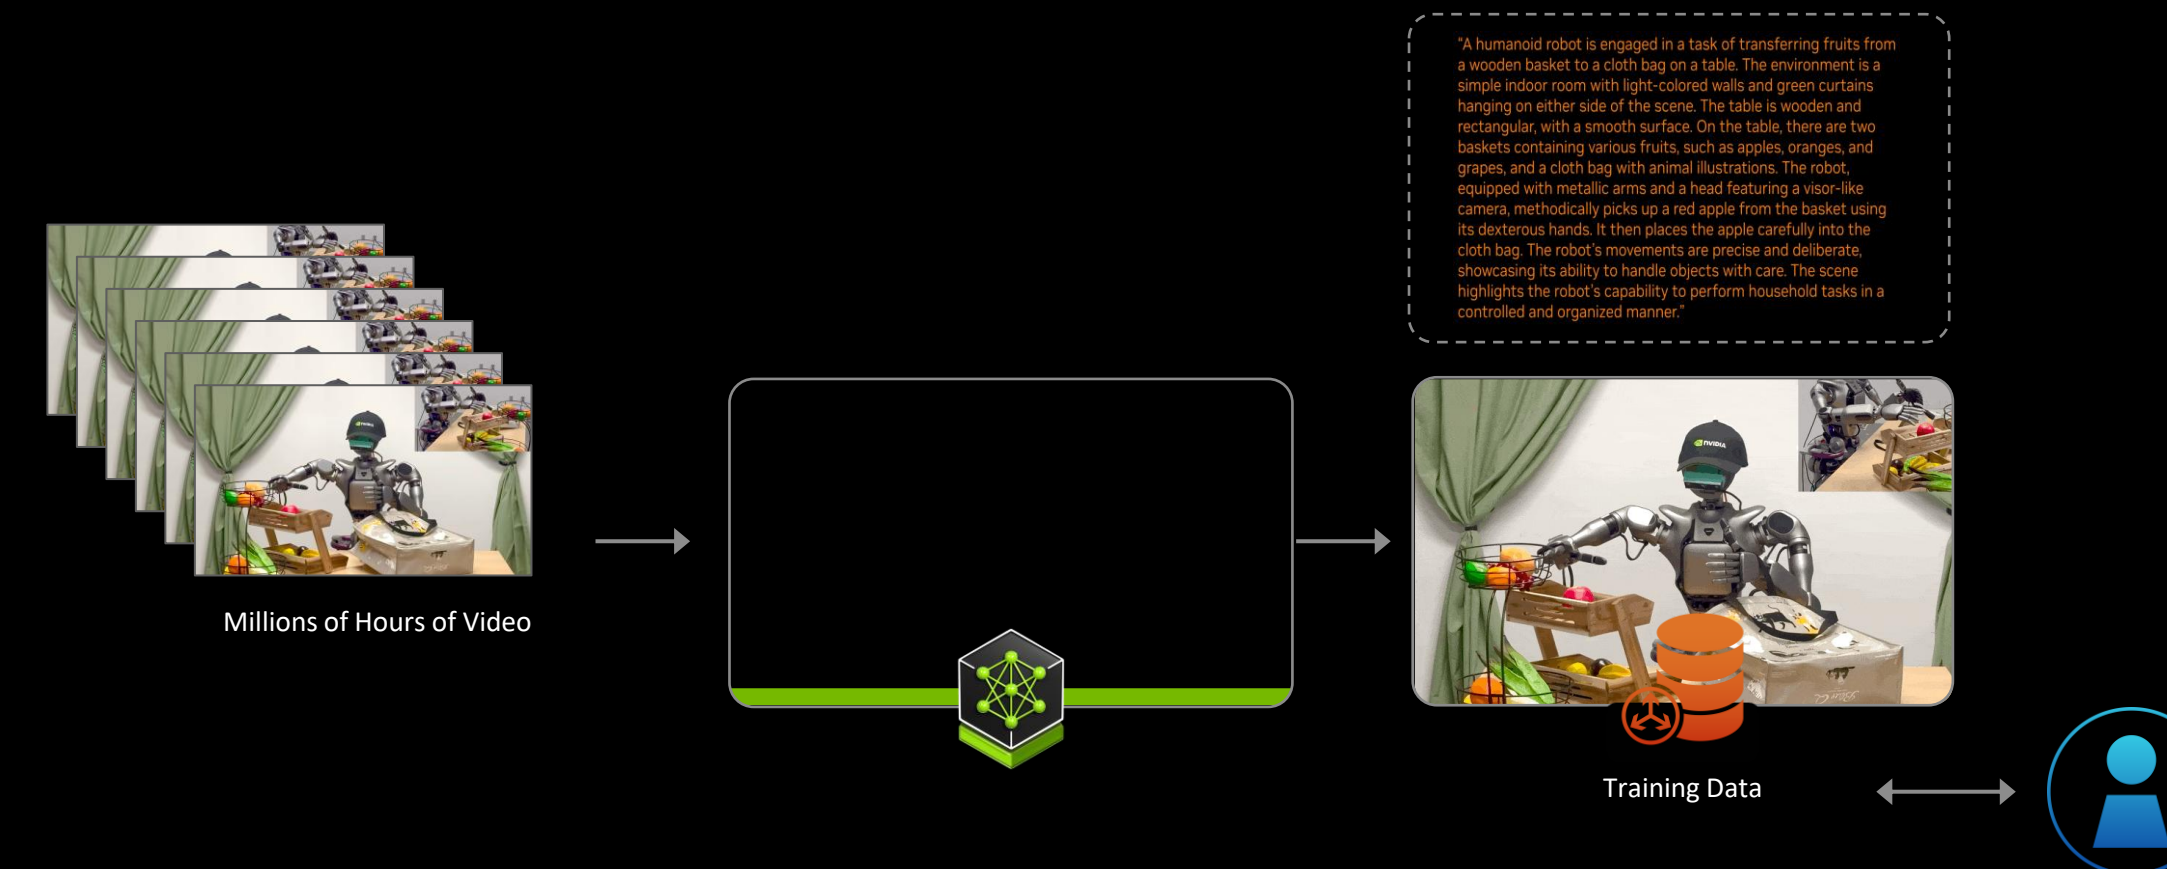 “A humanoid robot is engaged in a task of transferring fruits from
a wooden basket to a cloth bag on a table. The environment is a
simple indoor room with light-colored walls and green curtains
hanging on either side of the scene. The table is wooden and
rectangular, with a smooth surface. On the table, there are two
baskets containing various fruits, such as apples, oranges, and
grapes, and a cloth bag with animal illustrations. The robot,
equipped with metallic arms and a head featuring a visor-like
camera, methodically picks up a red apple from the basket using
its dexterous hands. It then places the apple carefully into the
cloth bag. The robot’s movements are precise and deliberate,
showcasing its ability to handle objects with care. The scene
highlights the robot’s capability to perform household tasks in a
controlled and organized manner.”
NVIDIA
NVIDIA
Millions of Hours of Video
Training Data